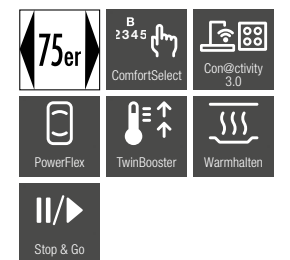 75er
B
2345
ComfortSelect
Con@ctivity
3.0
PowerFlex
TwinBooster
Warmhalten
Stop & Go